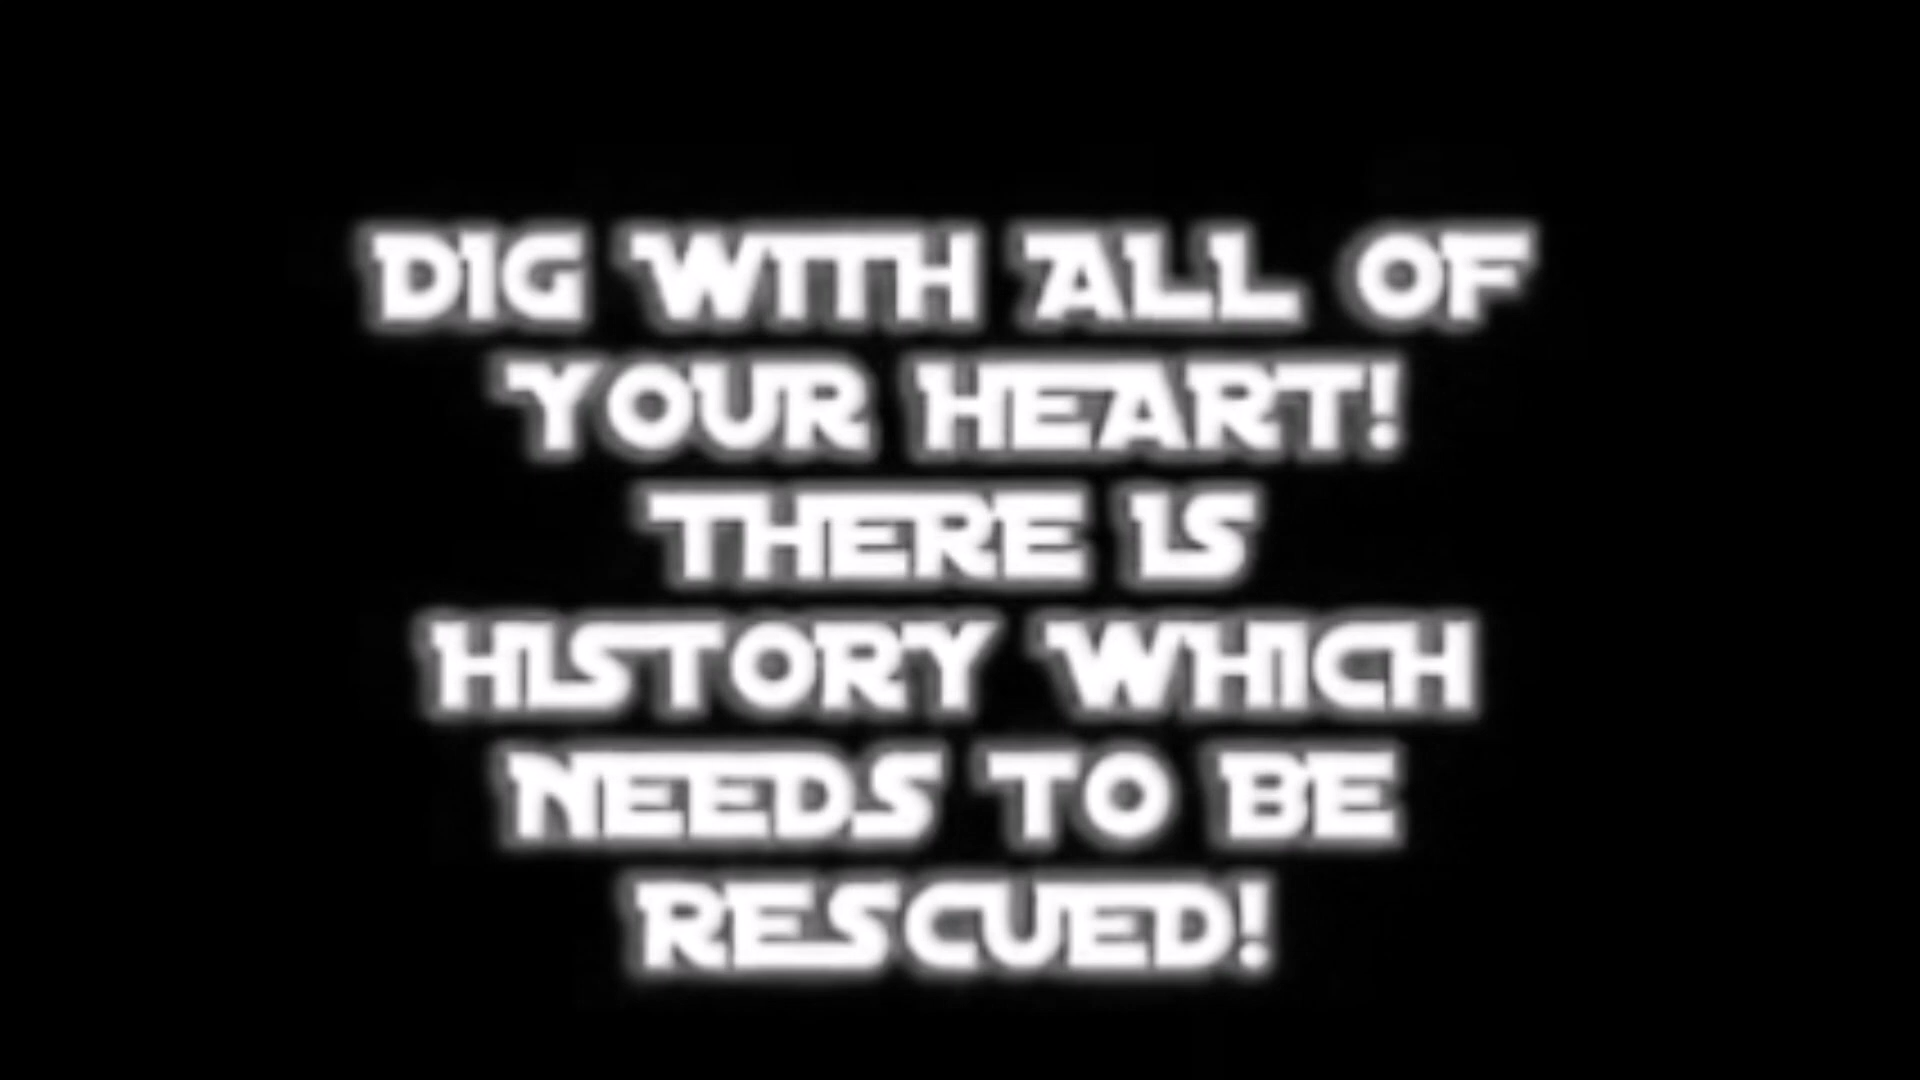 DIG WITH ALL OF
YOUR HEART!
THERE IS
HISTORY WHICH
NEEDS TO BE
RESCUED!